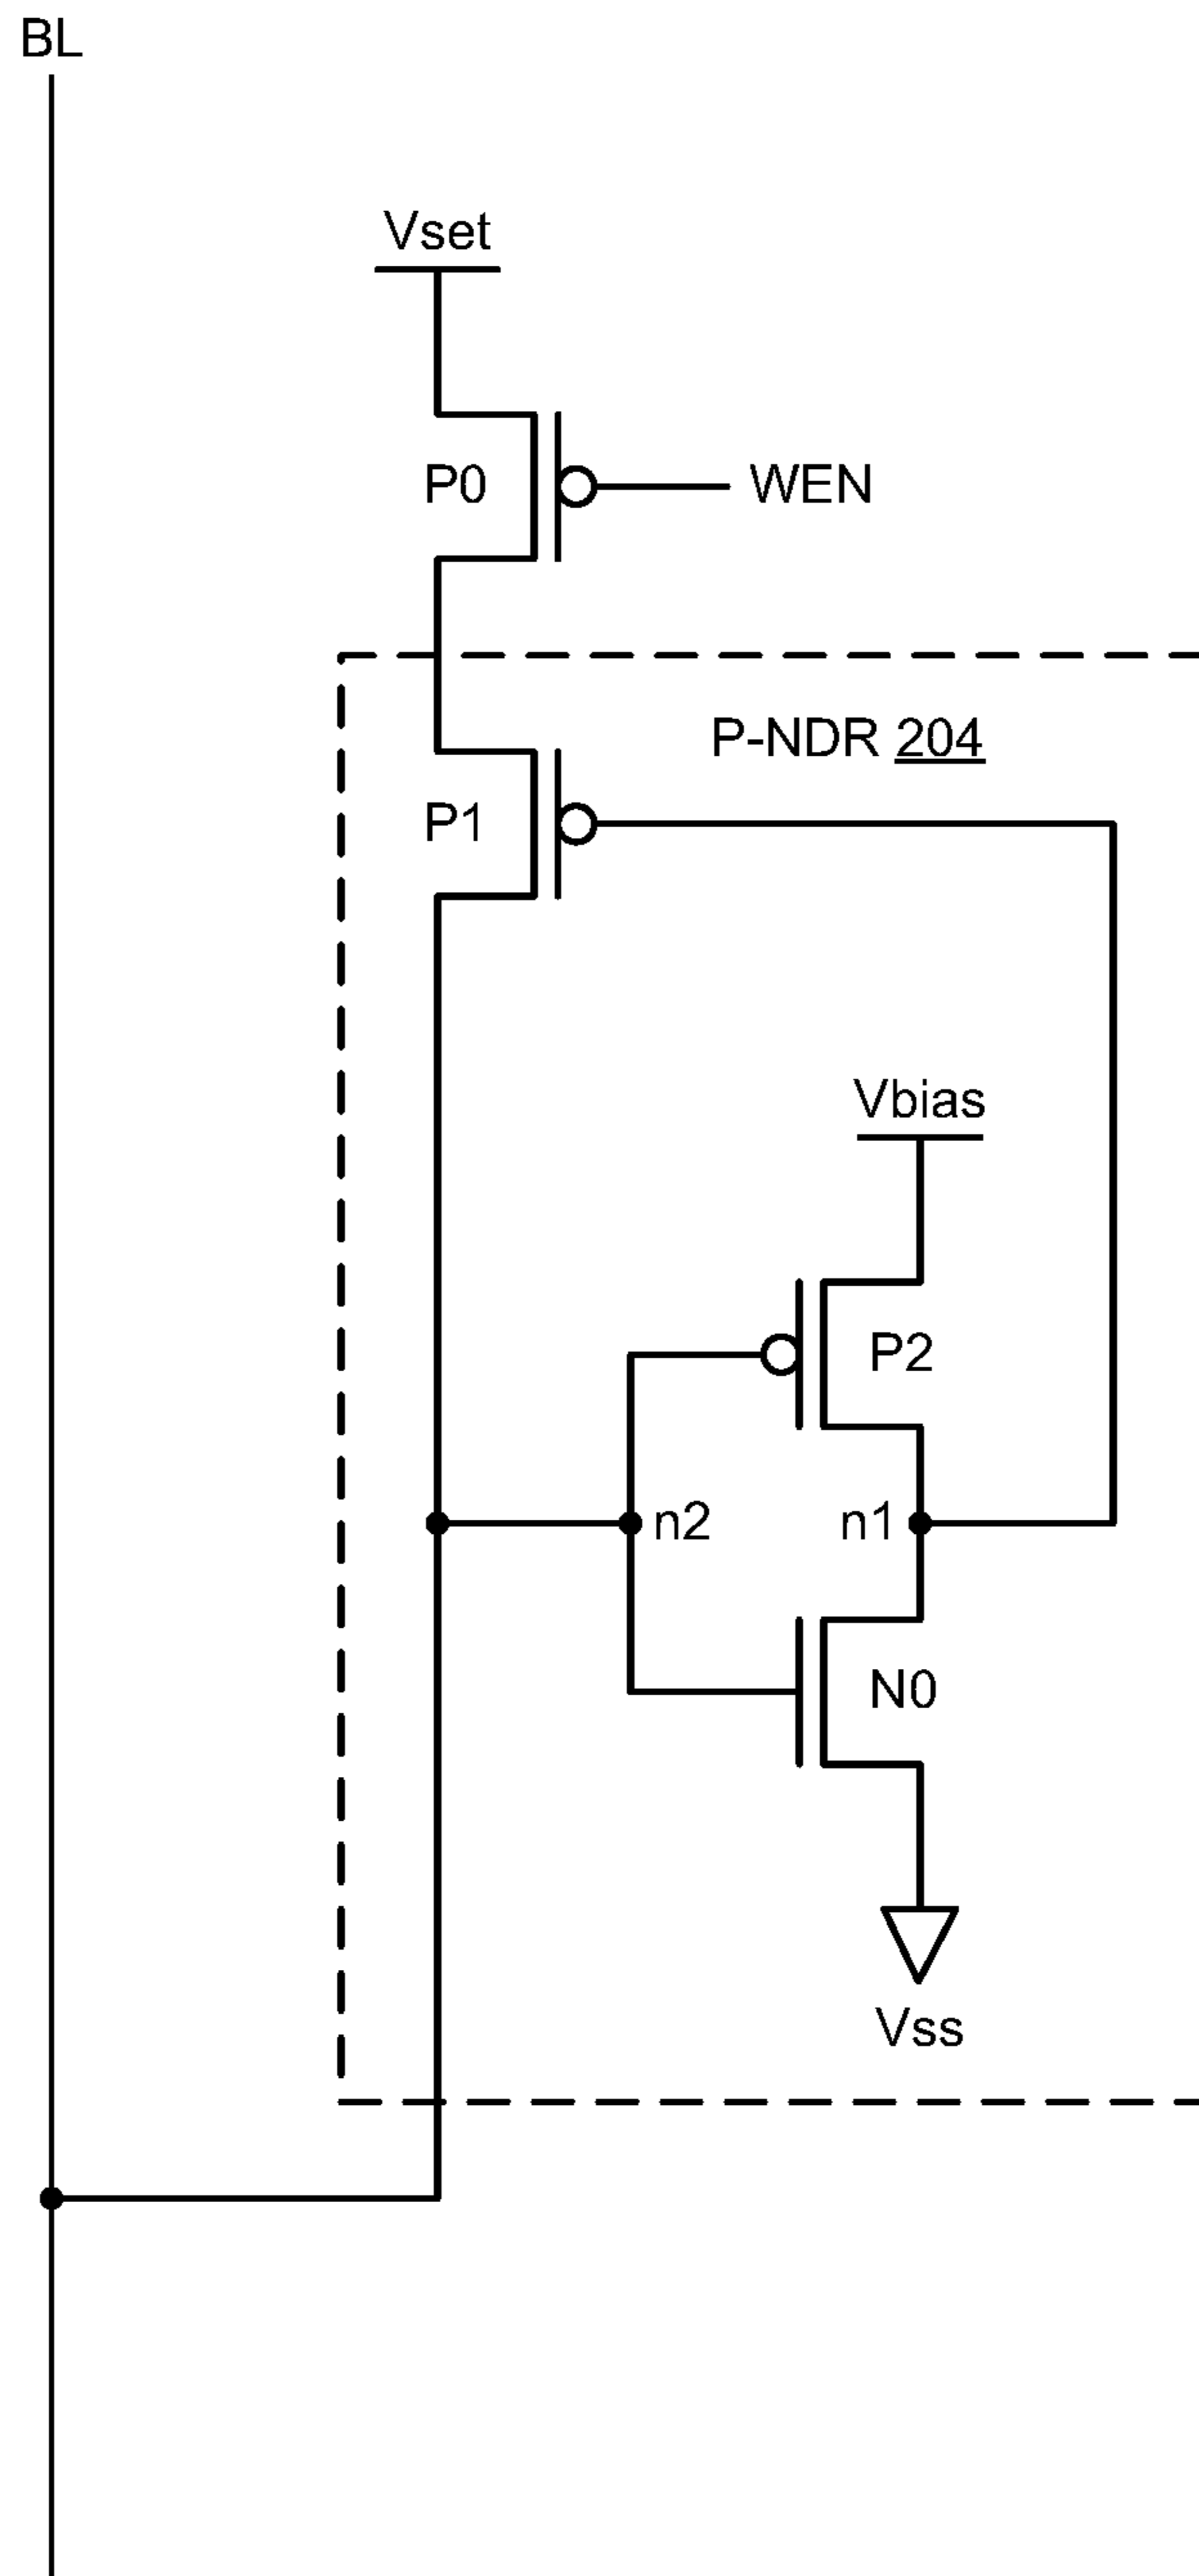 BL
Vset
P0
WEN
P-NDR 204
P1
Vbias
P2
n2
n1
N0
Vss